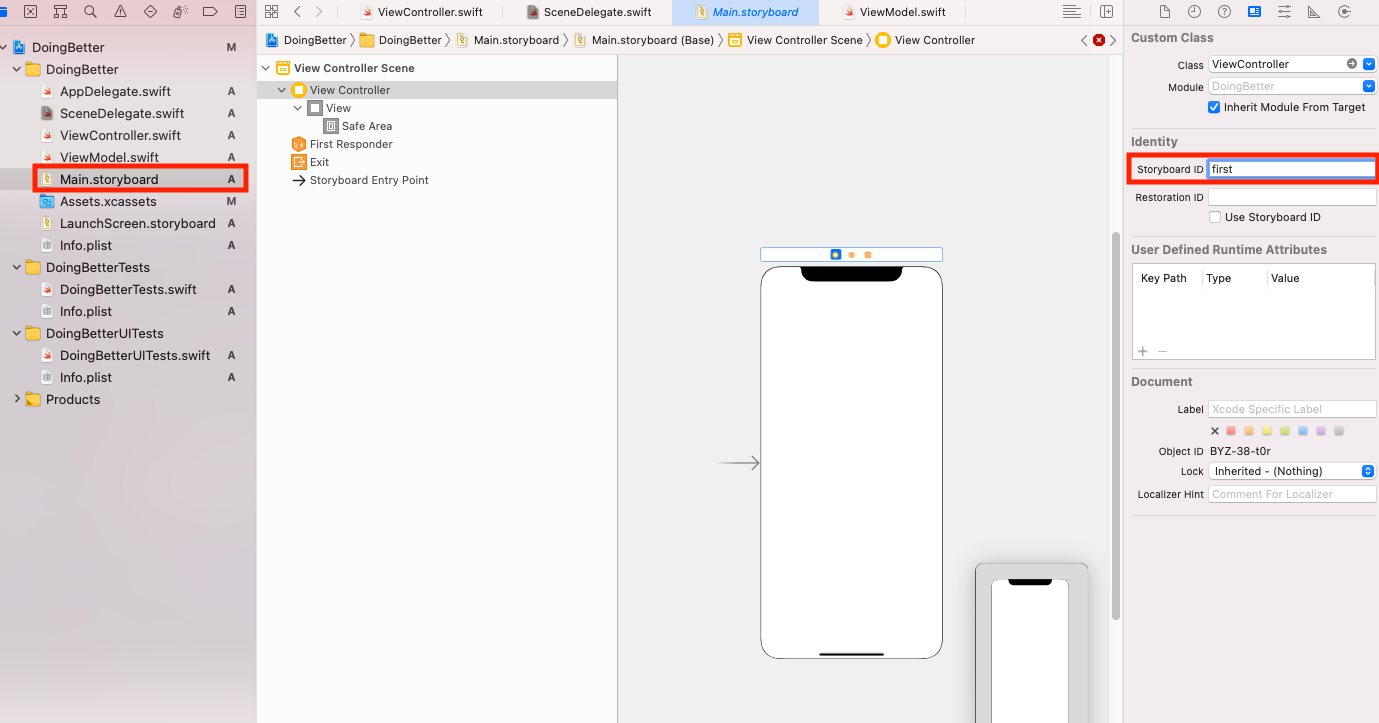 ViewController.swift
SceneDelegate.swift
Main.storyboard
ViewModel.swift
DoingBetter M
DoingBetter
AppDelegate.swift A
SceneDelegate.swift A
ViewController.swift A
ViewModel.swift A
Main.storyboard A
Assets.xcassets M
LaunchScreen.storyboard A
Info.plist A
DoingBetterTests
DoingBetterTests.swift A
Info.plist A
DoingBetterUITests
DoingBetterUITests.swift A
Info.plist A
Products
DoingBetter DoingBetter Main.storyboard Main.storyboard (Base) View Controller Scene View Controller
View Controller Scene
View Controller
View
Safe Area
First Responder
Exit
Storyboard Entry Point
Custom Class
Class ViewController
Module DoingBetter
Inherit Module From Target
Identity
Storyboard ID first
Restoration ID
Use Storyboard ID
User Defined Runtime Attributes
Key Path Type Value
Document
Label Xcode Specific Label
Object ID BYZ-38-t0r
Lock Inherited - (Nothing)
Localizer Hint Comment For Localizer